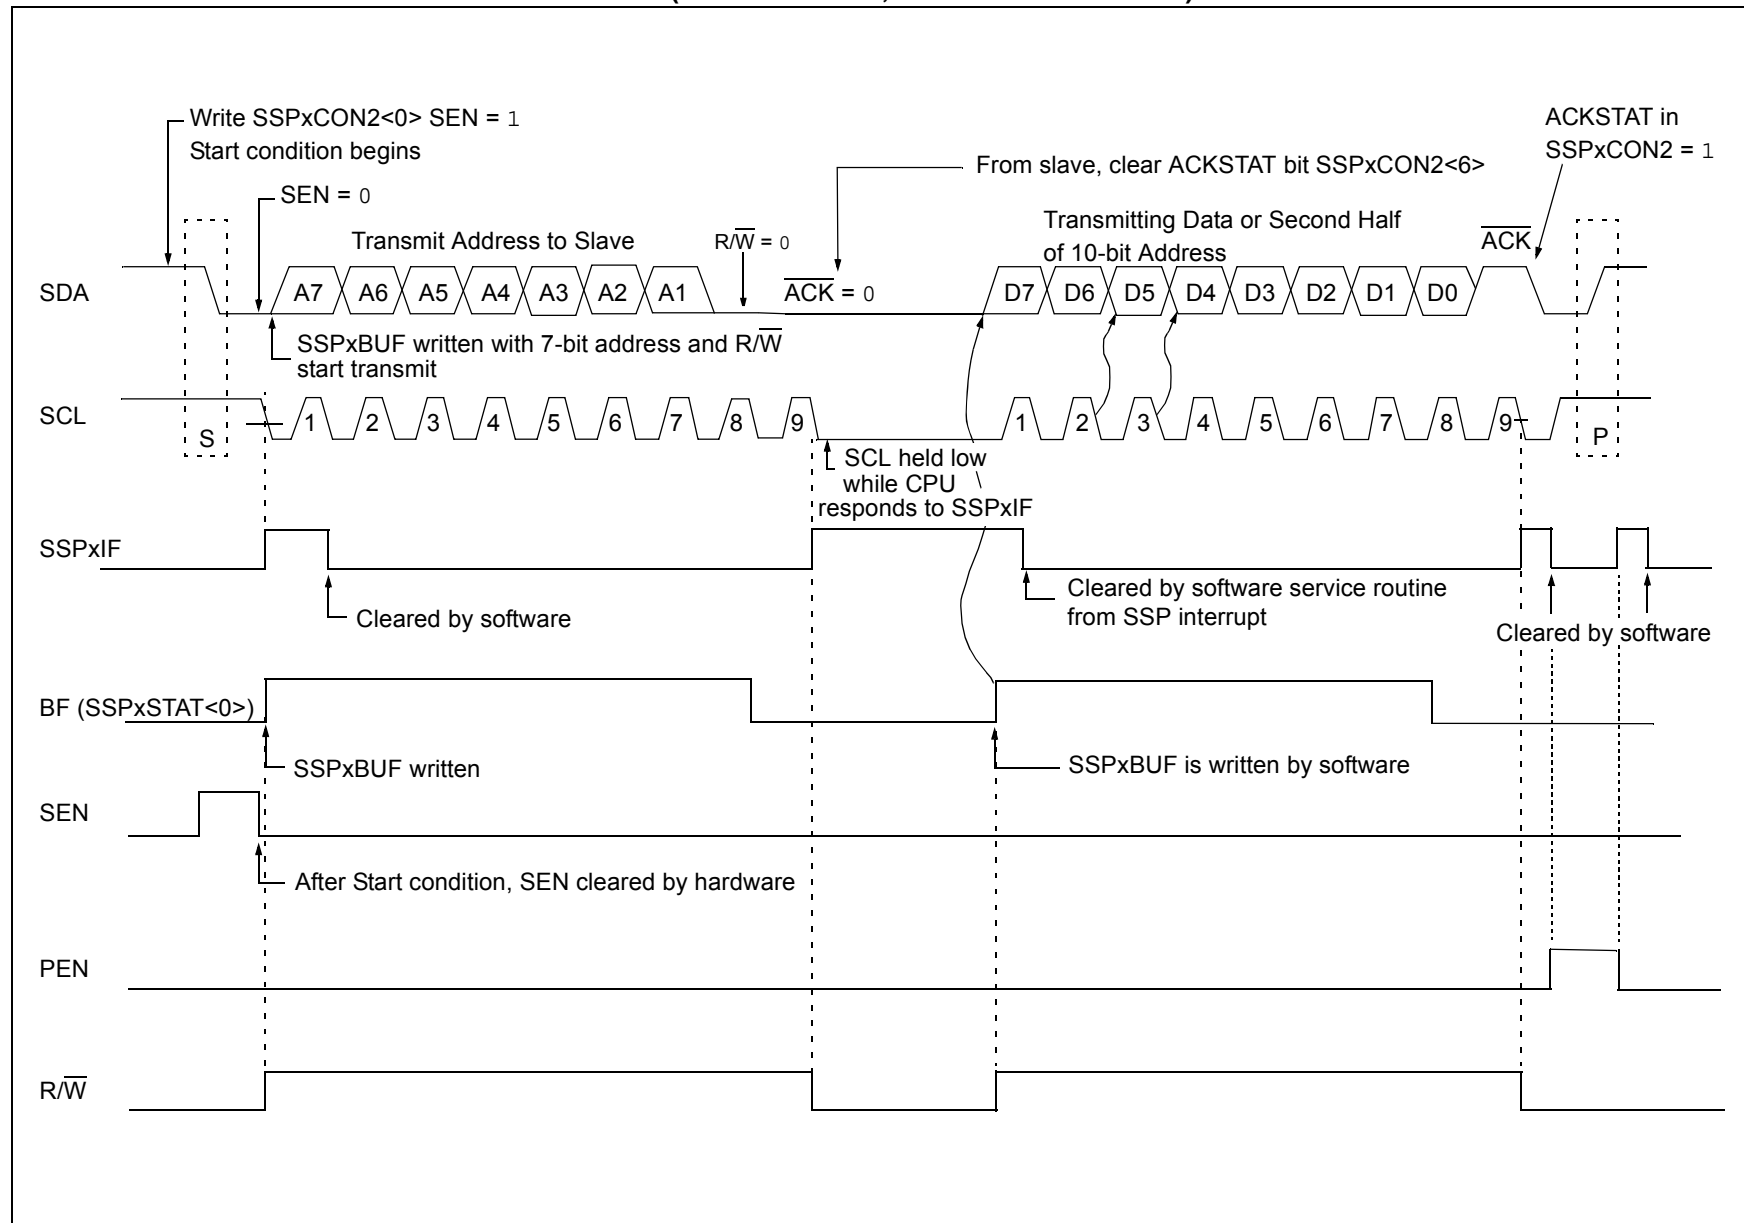 Write SSPxCON2<0> SEN = 1
Start condition begins
ACKSTAT in
SSPxCON2 = 1
From slave, clear ACKSTAT bit SSPxCON2<6>
SEN = 0
Transmit Address to Slave
R/W̅ = 0
Transmitting Data or Second Half
of 10-bit Address
A̅C̅K̅
SDA
A7 A6 A5 A4 A3 A2 A1
A̅C̅K̅ = 0
D7 D6 D5 D4 D3 D2 D1 D0
SSPxBUF written with 7-bit address and R/W̅
start transmit
SCL
S
1 2 3 4 5 6 7 8 9
1 2 3 4 5 6 7 8 9
P
SCL held low
while CPU
responds to SSPxIF
SSPxIF
Cleared by software
Cleared by software service routine
from SSP interrupt
Cleared by software
BF (SSPxSTAT<0>)
SSPxBUF written
SSPxBUF is written by software
SEN
After Start condition, SEN cleared by hardware
PEN
R/W̅